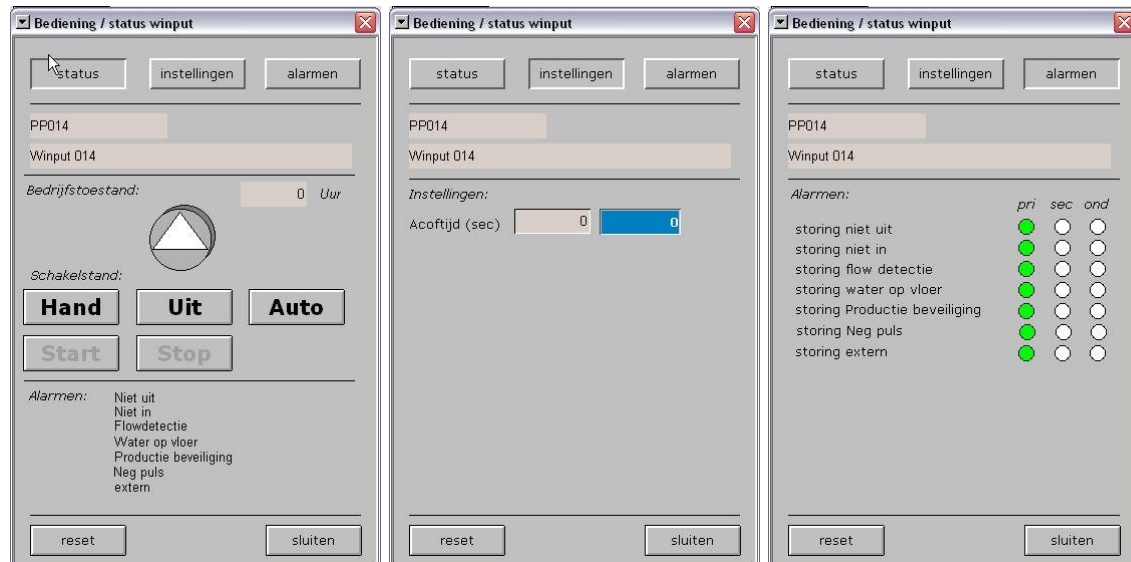 Bediening / status winput
status instellingen alarmen
PP014
Winput 014
Bedrijfstoestand: 0 Uur
Schakelstand:
Hand Uit Auto
Start Stop
Alarmen:
Niet uit
Niet in
Flowdetectie
Water op vloer
Productie beveiliging
Neg puls
extern
reset sluiten
Bediening / status winput
status instellingen alarmen
PP014
Winput 014
Instellingen:
Acoftijd (sec) 0 0
reset sluiten
Bediening / status winput
status instellingen alarmen
PP014
Winput 014
Alarmen:
pri sec ond
storing niet uit
storing niet in
storing flow detectie
storing water op vloer
storing Productie beveiliging
storing Neg puls
storing extern
reset sluiten